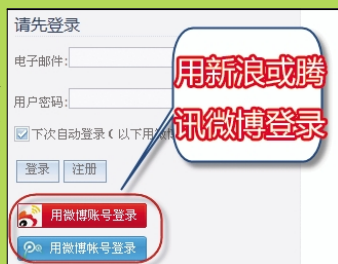 请先登录
电子邮件:
用户密码:
下次自动登录(以下用
登录 注册
用新浪或腾
讯微博登录
用微博账号登录
用微博帐号登录